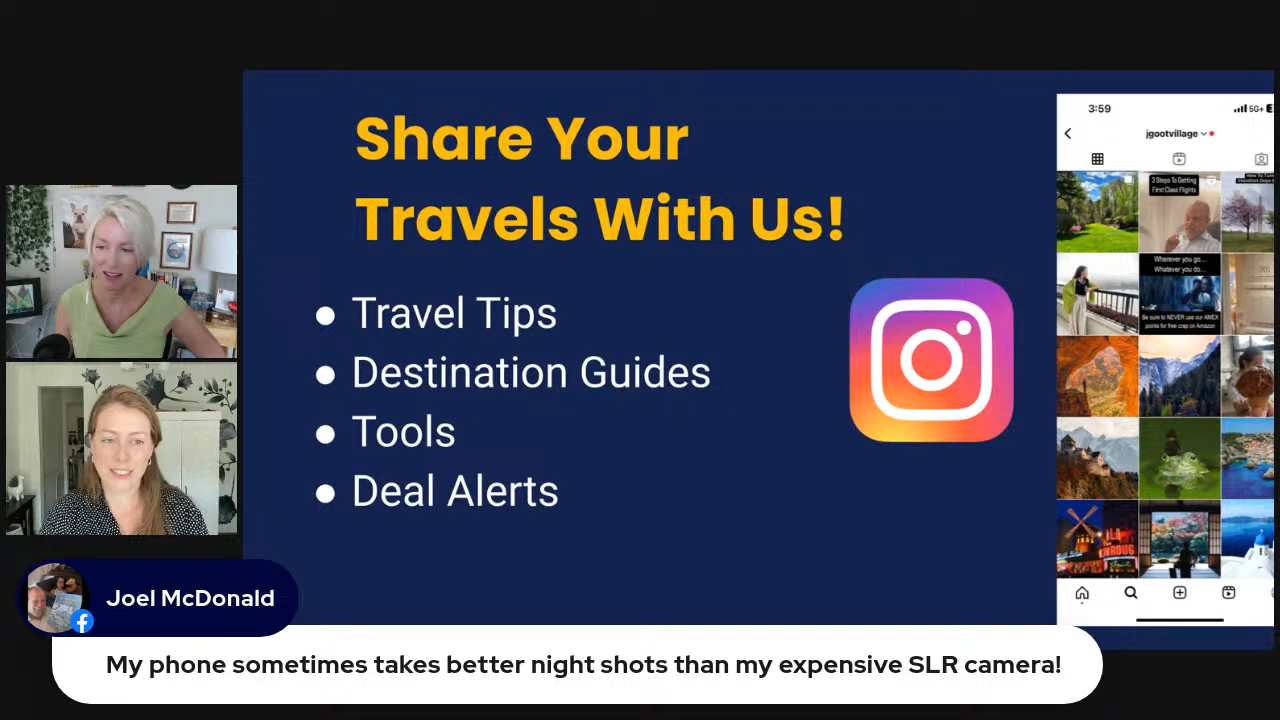 Share Your
Travels With Us!
● Travel Tips
● Destination Guides
● Tools
● Deal Alerts
3:59
5G+
jgootvillage
3 Steps To Getting
First Class Flights
Wherever you go...
Whatever you do...
Be sure to NEVER use our AMEX
points for free crap on Amazon
Joel McDonald
My phone sometimes takes better night shots than my expensive SLR camera!